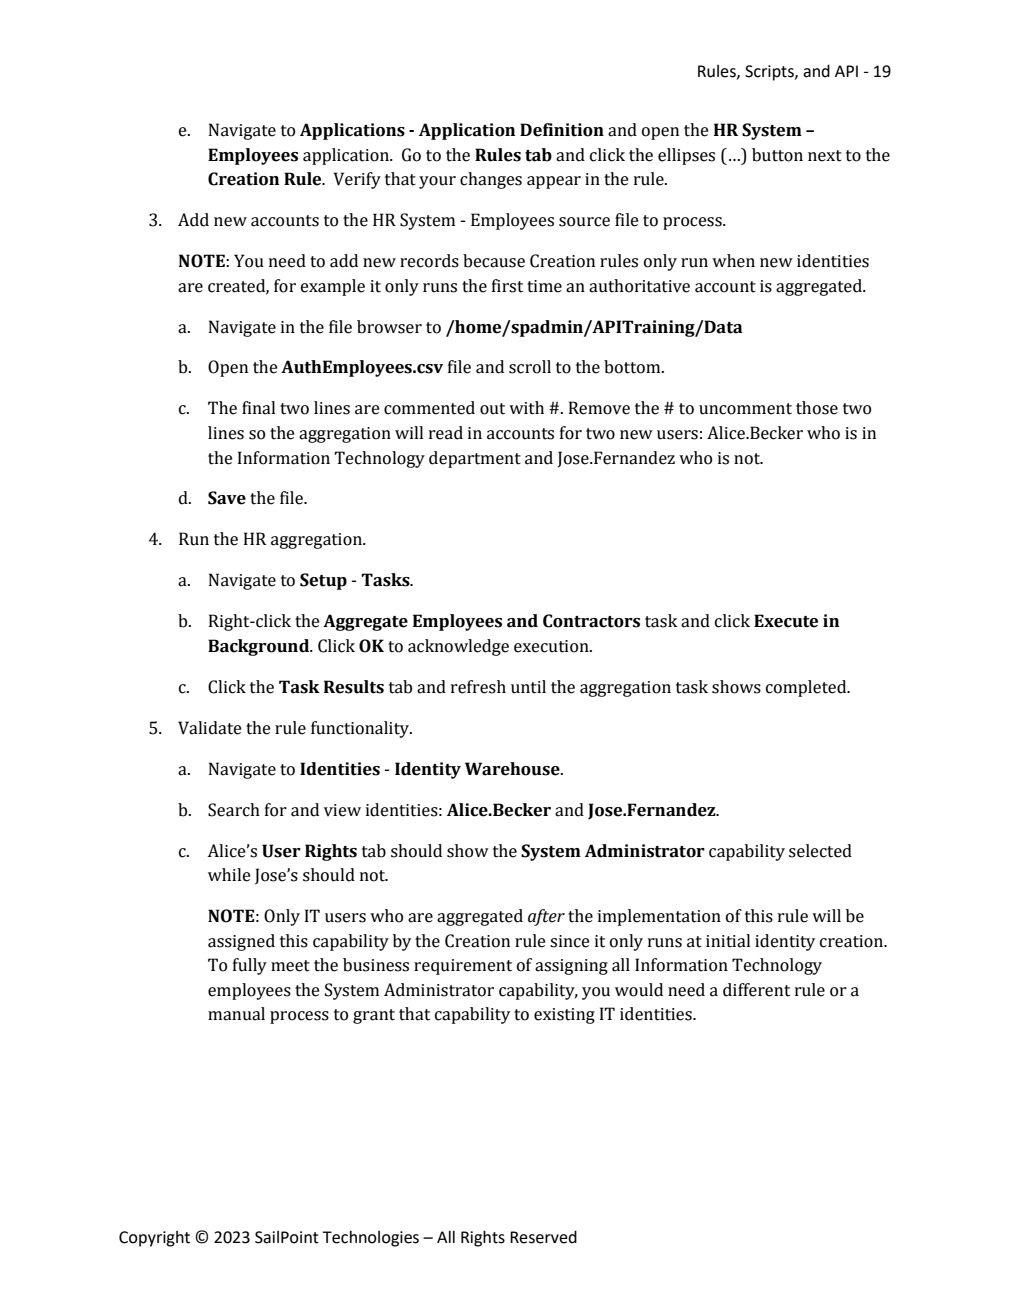 Rules, Scripts, and API - 19
e. Navigate to Applications - Application Definition and open the HR System –
Employees application.  Go to the Rules tab and click the ellipses (…) button next to the
Creation Rule.  Verify that your changes appear in the rule.
3. Add new accounts to the HR System - Employees source file to process.
NOTE: You need to add new records because Creation rules only run when new identities
are created, for example it only runs the first time an authoritative account is aggregated.
a. Navigate in the file browser to /home/spadmin/APITraining/Data
b. Open the AuthEmployees.csv file and scroll to the bottom.
c. The final two lines are commented out with #. Remove the # to uncomment those two
lines so the aggregation will read in accounts for two new users: Alice.Becker who is in
the Information Technology department and Jose.Fernandez who is not.
d. Save the file.
4. Run the HR aggregation.
a. Navigate to Setup - Tasks.
b. Right-click the Aggregate Employees and Contractors task and click Execute in
Background. Click OK to acknowledge execution.
c. Click the Task Results tab and refresh until the aggregation task shows completed.
5. Validate the rule functionality.
a. Navigate to Identities - Identity Warehouse.
b. Search for and view identities: Alice.Becker and Jose.Fernandez.
c. Alice’s User Rights tab should show the System Administrator capability selected
while Jose’s should not.
NOTE: Only IT users who are aggregated after the implementation of this rule will be
assigned this capability by the Creation rule since it only runs at initial identity creation.
To fully meet the business requirement of assigning all Information Technology
employees the System Administrator capability, you would need a different rule or a
manual process to grant that capability to existing IT identities.
Copyright © 2023 SailPoint Technologies – All Rights Reserved